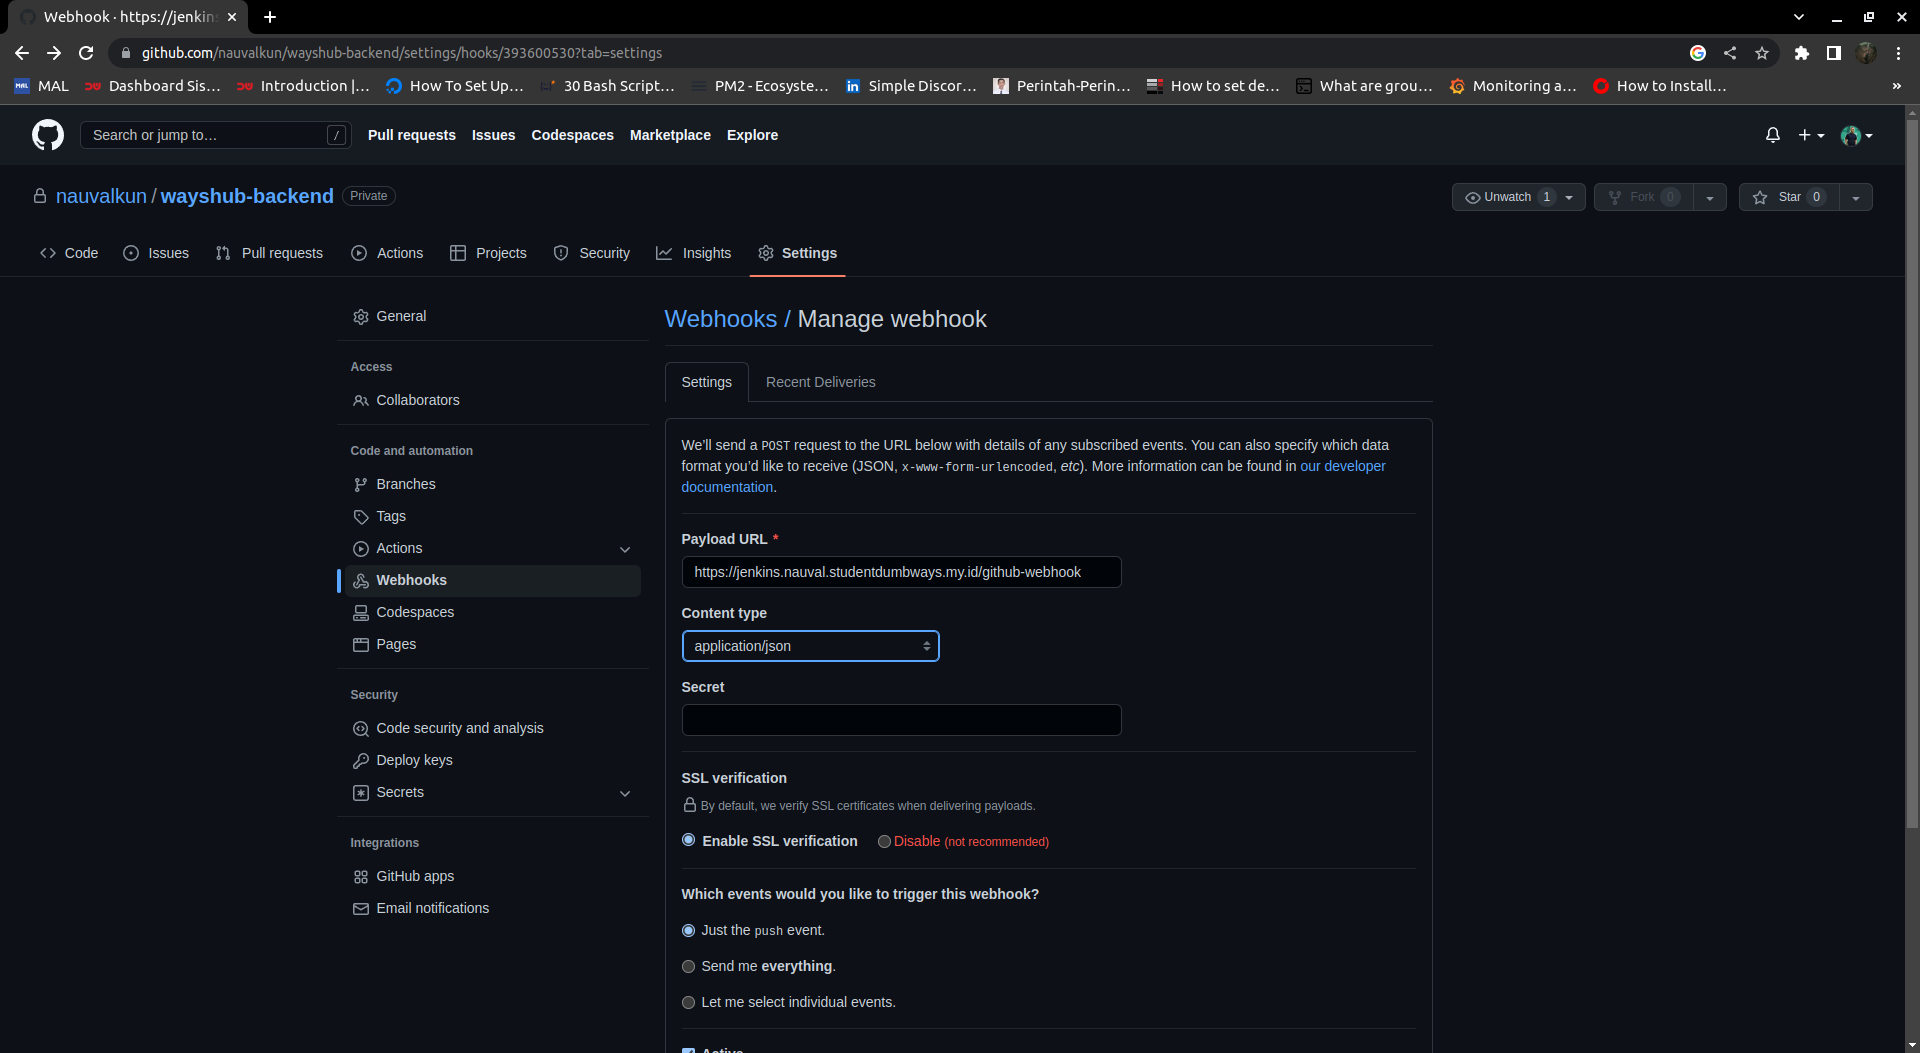 Webhook · https://jenkins
github.com/nauvalkun/wayshub-backend/settings/hooks/393600530?tab=settings
MAL Dashboard Sis… Introduction |… How To Set Up… 30 Bash Script… PM2 - Ecosyste… Simple Discor… Perintah-Perin… How to set de… What are grou… Monitoring a… How to Install… »
Search or jump to… / Pull requests Issues Codespaces Marketplace Explore
nauvalkun / wayshub-backend Private Unwatch 1 Fork 0 Star 0
Code Issues Pull requests Actions Projects Security Insights Settings
General
Access
Collaborators
Code and automation
Branches
Tags
Actions
Webhooks
Codespaces
Pages
Security
Code security and analysis
Deploy keys
Secrets
Integrations
GitHub apps
Email notifications
Webhooks / Manage webhook
Settings Recent Deliveries
We'll send a POST request to the URL below with details of any subscribed events. You can also specify which data
format you'd like to receive (JSON, x-www-form-urlencoded, etc). More information can be found in our developer
documentation.
Payload URL *
https://jenkins.nauval.studentdumbways.my.id/github-webhook
Content type
application/json
Secret
SSL verification
By default, we verify SSL certificates when delivering payloads.
Enable SSL verification Disable (not recommended)
Which events would you like to trigger this webhook?
Just the push event.
Send me everything.
Let me select individual events.
Active